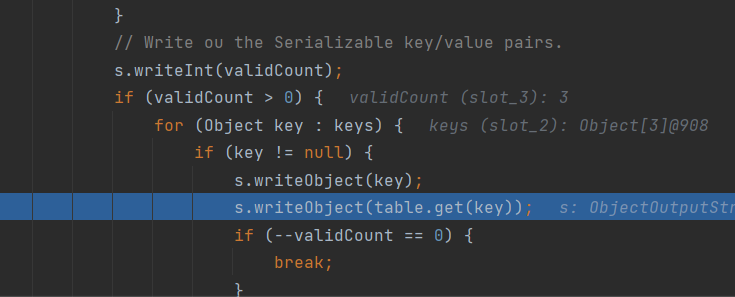 }
// Write ou the Serializable key/value pairs.
s.writeInt(validCount);
if (validCount > 0) {  validCount (slot_3): 3
for (Object key : keys) {  keys (slot_2): Object[3]@908
if (key != null) {
s.writeObject(key);
s.writeObject(table.get(key));  s: ObjectOutputStr
if (--validCount == 0) {
break;
}